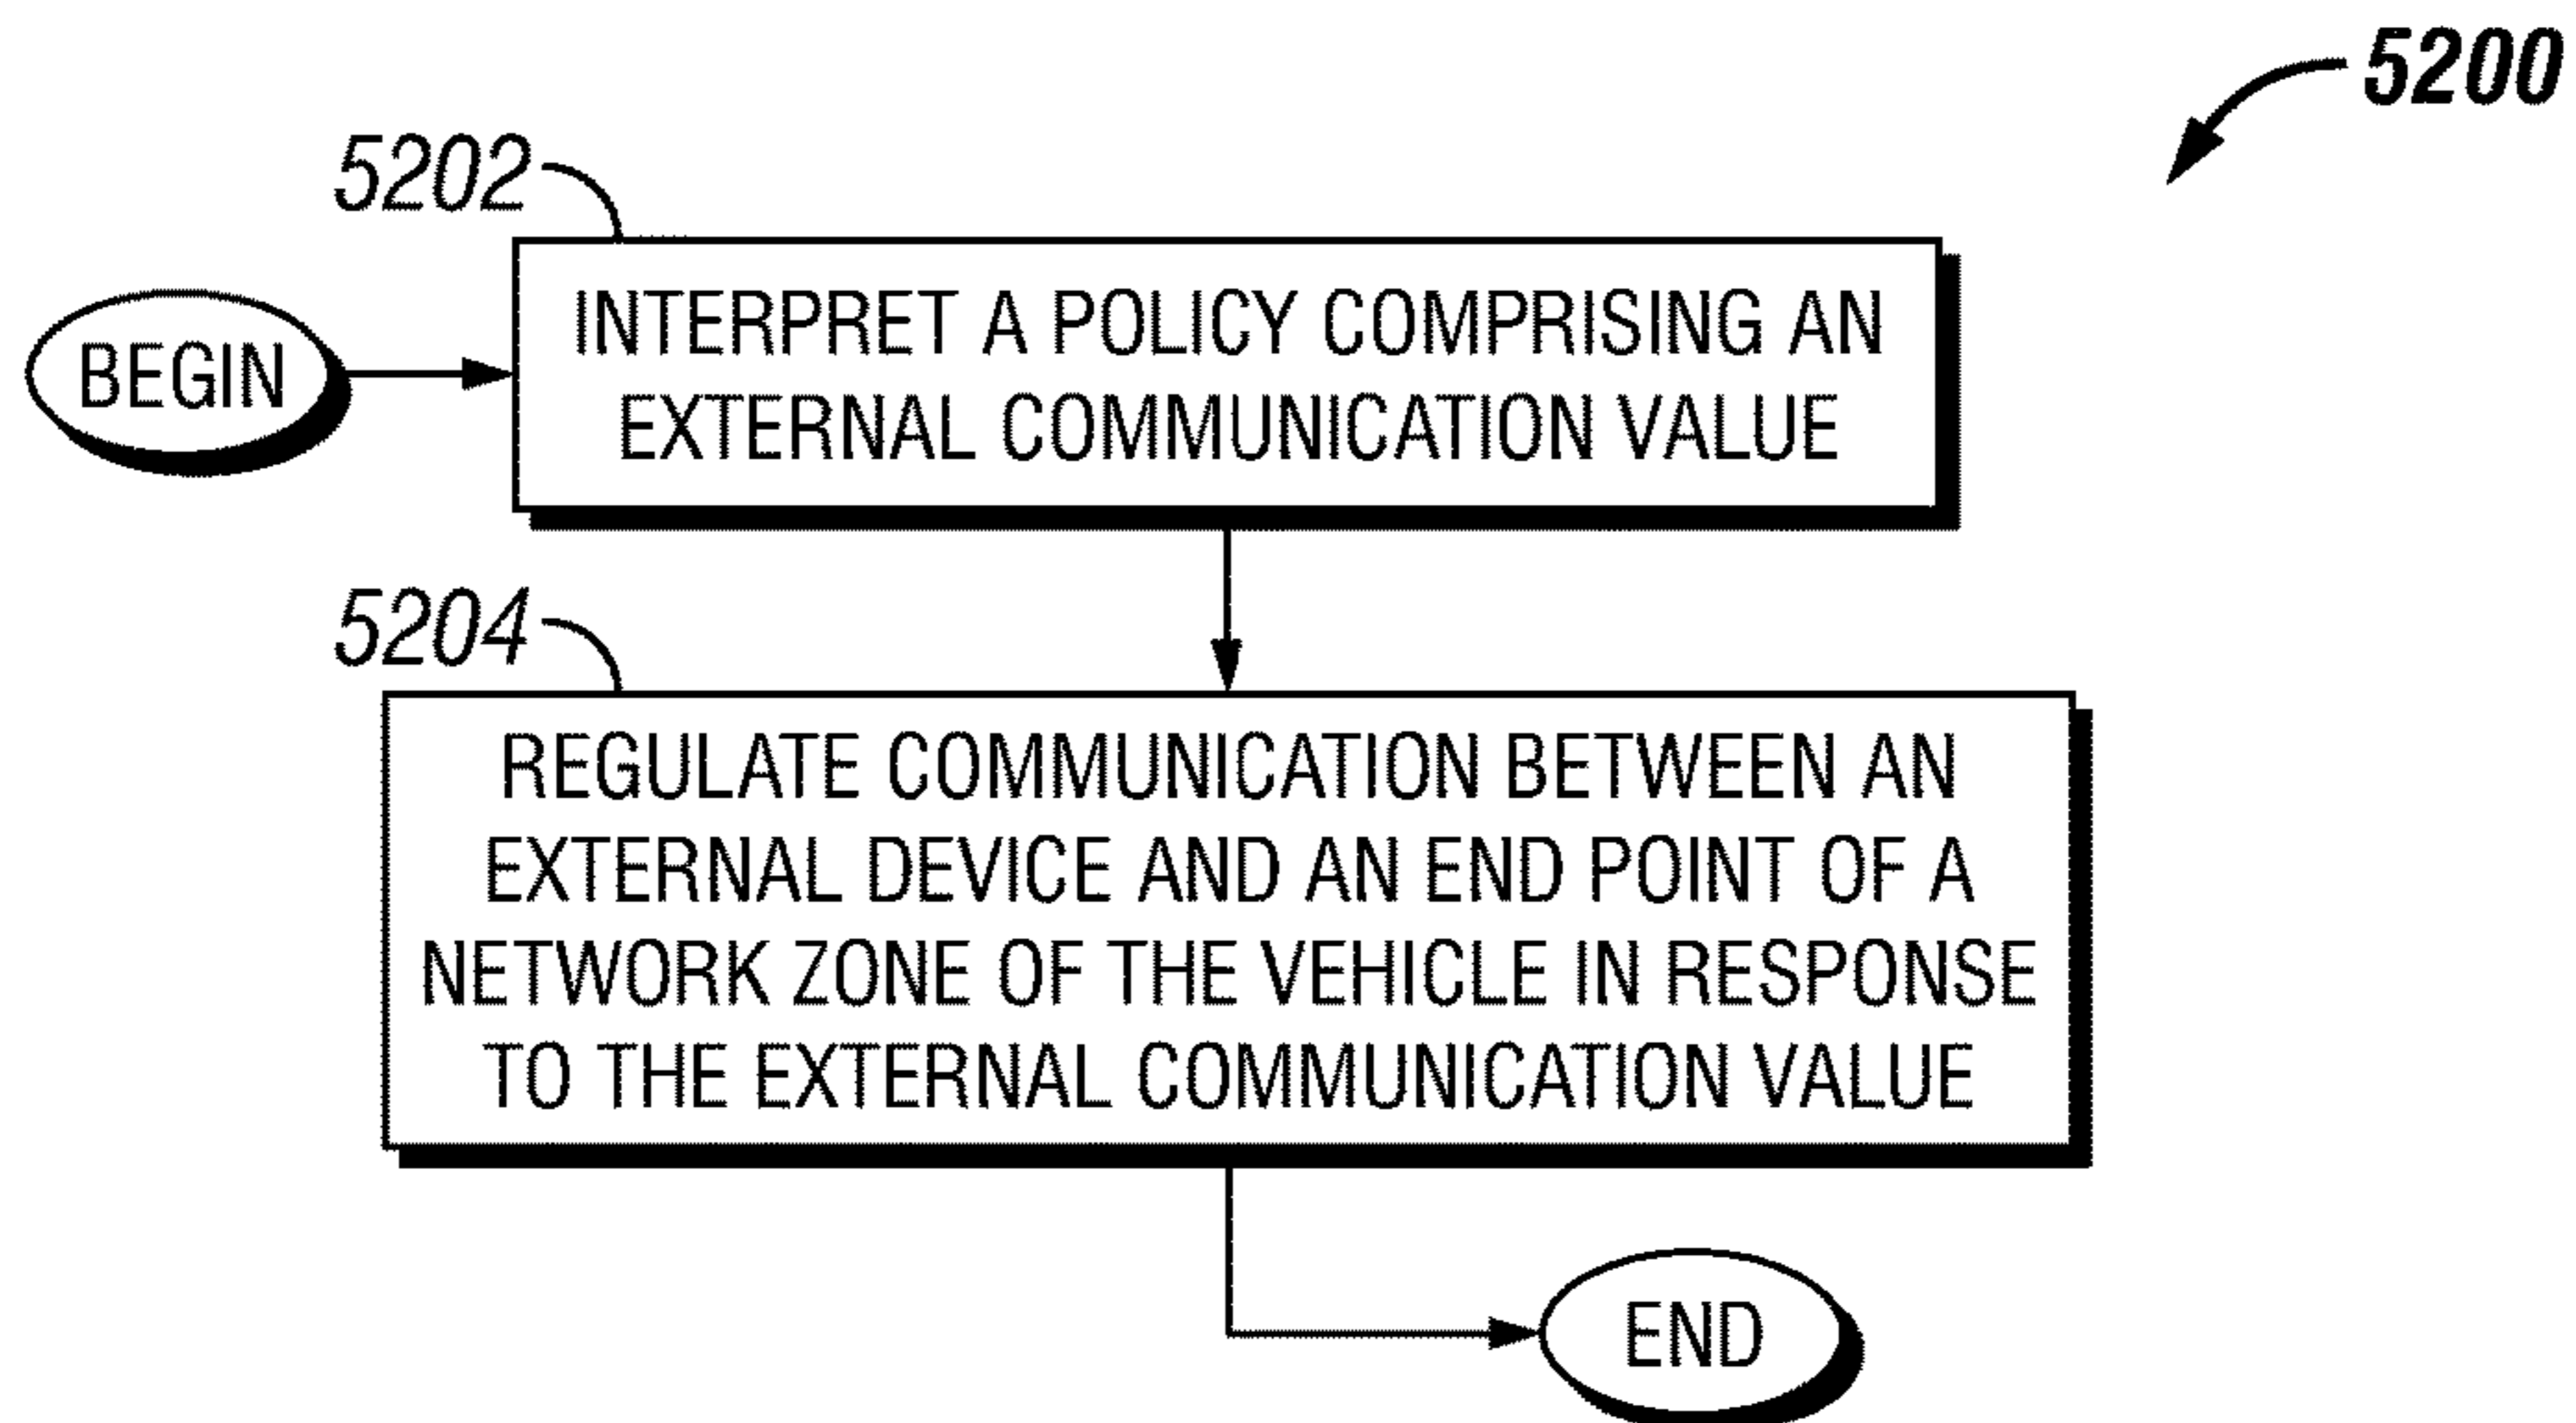 5200
5202
BEGIN
INTERPRET A POLICY COMPRISING AN
EXTERNAL COMMUNICATION VALUE
5204
REGULATE COMMUNICATION BETWEEN AN
EXTERNAL DEVICE AND AN END POINT OF A
NETWORK ZONE OF THE VEHICLE IN RESPONSE
TO THE EXTERNAL COMMUNICATION VALUE
END